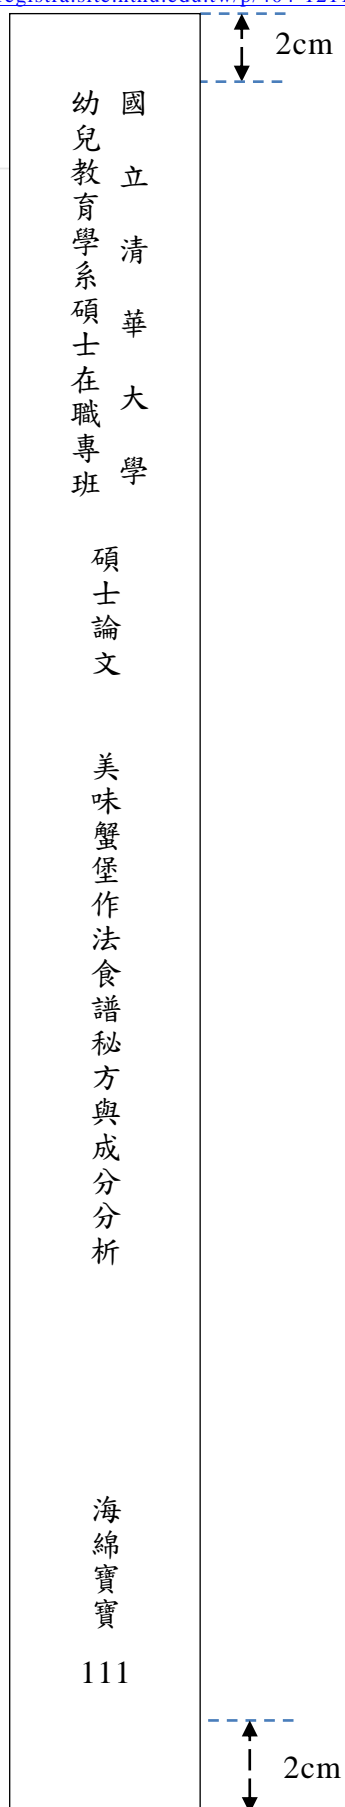 2cm
國立清華大學
幼兒教育學系碩士在職專班
碩士論文
美味蟹堡作法食譜秘方與成分分析
海綿寶寶
111
2cm